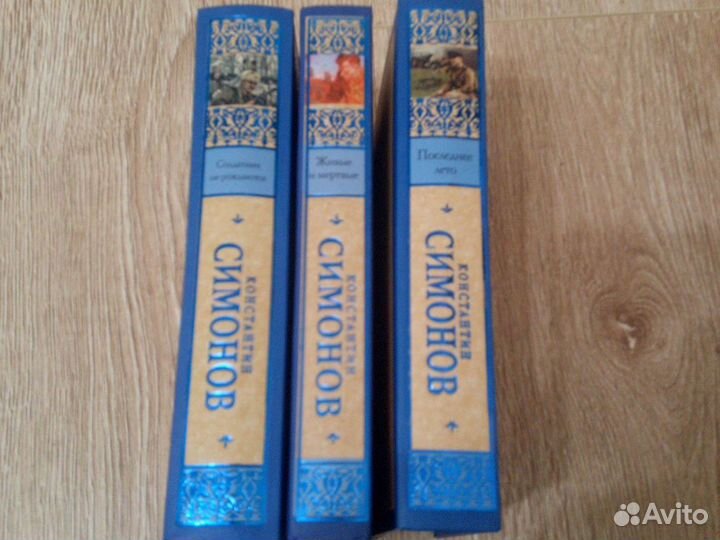 Солдатами
не рождаются
КОНСТАНТИН
СИМОНОВ
Живые
и мертвые
КОНСТАНТИН
СИМОНОВ
Последнее
лето
КОНСТАНТИН
СИМОНОВ
Avito